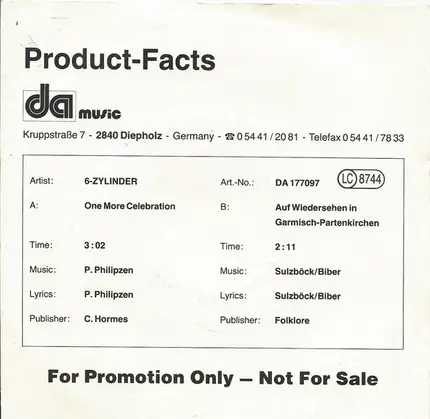 Product-Facts
da music
Kruppstraße 7 - 2840 Diepholz - Germany - ☎ 0 54 41 / 20 81 - Telefax 0 54 41 / 78 33
Artist: 6-ZYLINDER Art.-No.: DA 177097 LC 8744
A: One More Celebration B: Auf Wiedersehen in
Garmisch-Partenkirchen
Time: 3:02 Time: 2:11
Music: P. Philipzen Music: Sulzböck/Biber
Lyrics: P. Philipzen Lyrics: Sulzböck/Biber
Publisher: C. Hormes Publisher: Folklore
For Promotion Only – Not For Sale